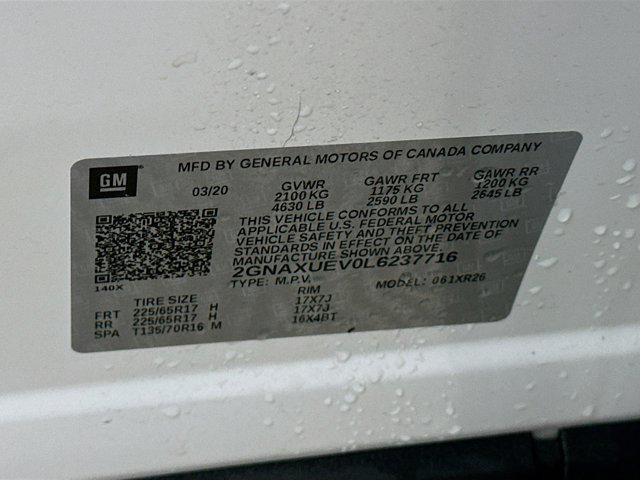 MFD BY GENERAL MOTORS OF CANADA COMPANY
GM
03/20 GVWR GAWR FRT GAWR RR
2100 KG 1175 KG 1200 KG
4630 LB 2590 LB 2645 LB
THIS VEHICLE CONFORMS TO ALL
APPLICABLE U.S. FEDERAL MOTOR
VEHICLE SAFETY AND THEFT PREVENTION
STANDARDS IN EFFECT ON THE DATE OF
MANUFACTURE SHOWN ABOVE.
2GNAXUEV0L6237716
140X TYPE: M.P.V. MODEL: 061XR26
TIRE SIZE RIM
FRT 225/65R17 H 17X7J
RR 225/65R17 H 17X7J
SPA T135/70R16 M 16X4BT